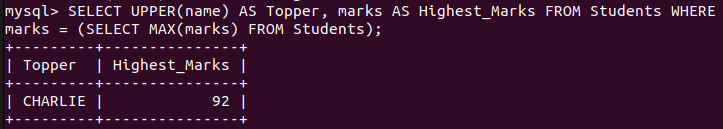 mysql> SELECT UPPER(name) AS Topper, marks AS Highest_Marks FROM Students WHERE
marks = (SELECT MAX(marks) FROM Students);
+---------+---------------+
| Topper  | Highest_Marks |
+---------+---------------+
| CHARLIE |            92 |
+---------+---------------+